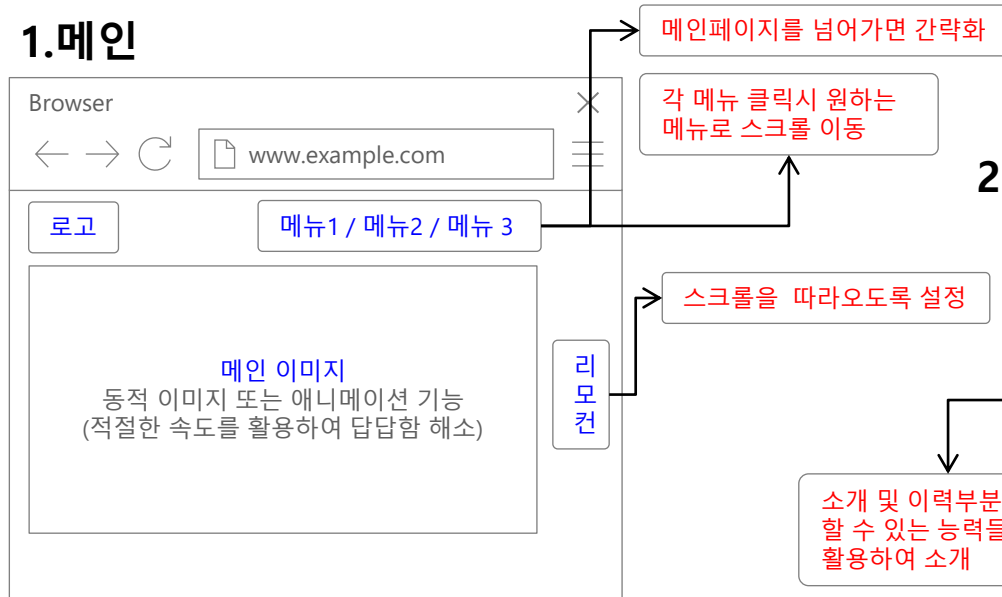 1.메인
메인페이지를 넘어가면 간략화
Browser
각 메뉴 클릭시 원하는
메뉴로 스크롤 이동
www.example.com
2
로고
메뉴1 / 메뉴2 / 메뉴 3
스크롤을 따라오도록 설정
메인 이미지
동적 이미지 또는 애니메이션 기능
(적절한 속도를 활용하여 답답함 해소)
리
모
컨
소개 및 이력부분
할 수 있는 능력들
활용하여 소개